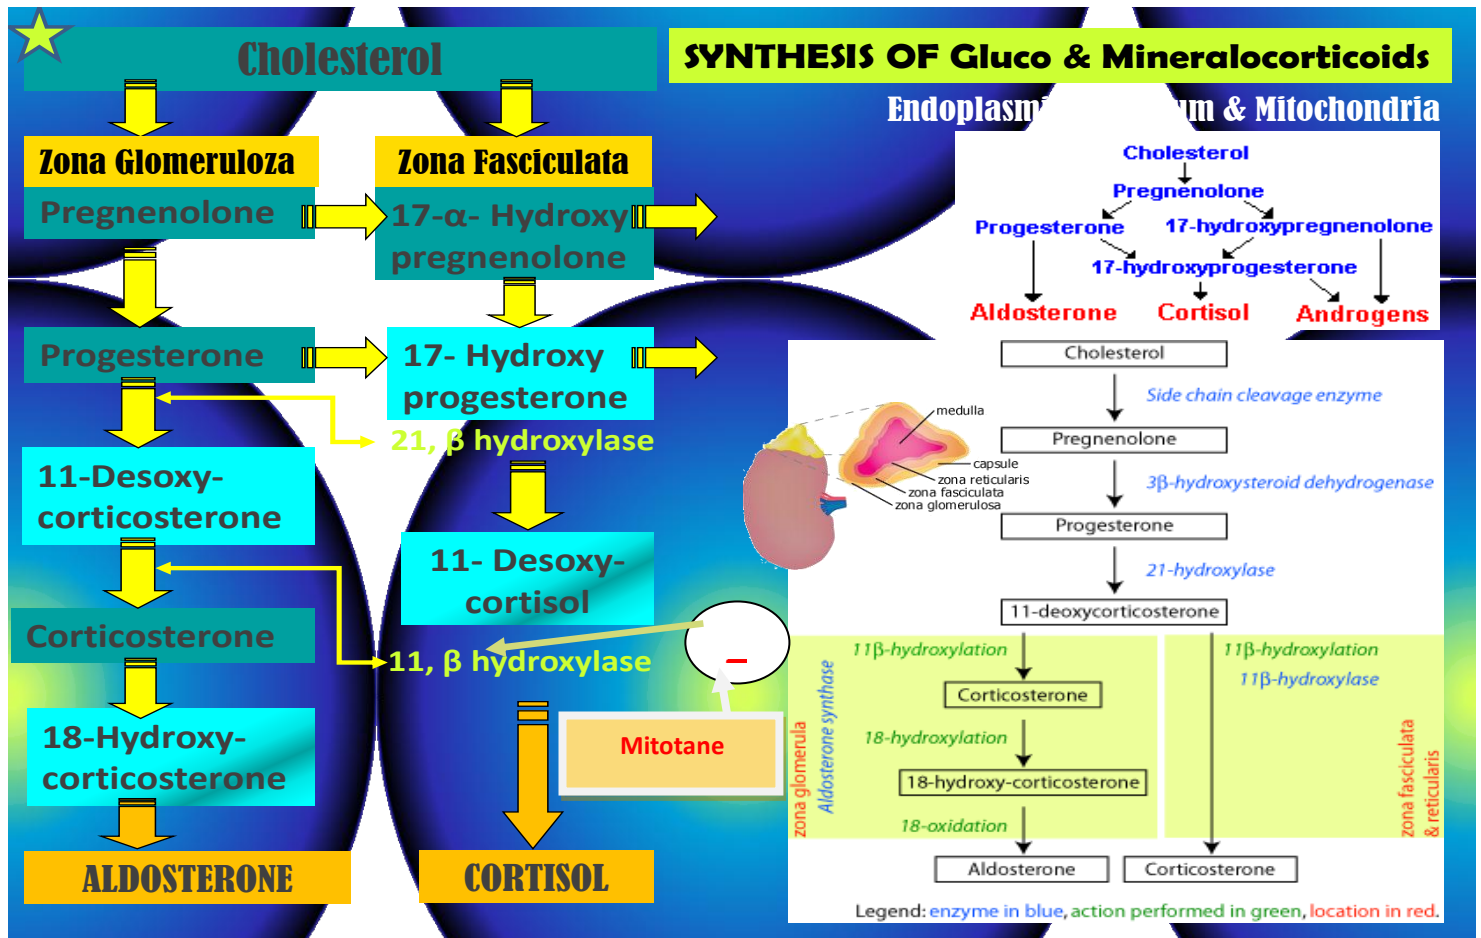 Cholesterol
SYNTHESIS OF Gluco & Mineralocorticoids
& Mitochondria
Zona Glomeruloza
Zona Fasciculata
Pregnenolone
17-α- Hydroxy
pregnenolone
Progesterone
17- Hydroxy
progesterone
21, β hydroxylase
11-Desoxy-
corticosterone
11- Desoxy-
cortisol
Corticosterone
11, β hydroxylase
–
Mitotane
18-Hydroxy-
corticosterone
ALDOSTERONE
CORTISOL
Cholesterol
Pregnenolone
Progesterone
17-hydroxypregnenolone
17-hydroxyprogesterone
Aldosterone
Cortisol
Androgens
medulla
capsule
zona reticularis
zona fasciculata
zona glomerulosa
Cholesterol
Side chain cleavage enzyme
Pregnenolone
3β-hydroxysteroid dehydrogenase
Progesterone
21-hydroxylase
11-deoxycorticosterone
11β-hydroxylation
Corticosterone
18-hydroxylation
18-hydroxy-corticosterone
18-oxidation
Aldosterone
zona glomerula
Aldosterone synthase
11β-hydroxylation
11β-hydroxylase
zona fasciculata
& reticularis
Corticosterone
Legend: enzyme in blue, action performed in green, location in red.